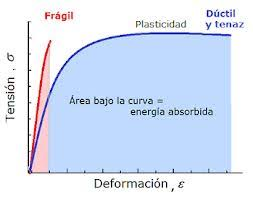 Frágil
Plasticidad
Dúctil
y tenaz
Tensión . σ
Área bajo la curva =
energía absorbida
Deformación , ε